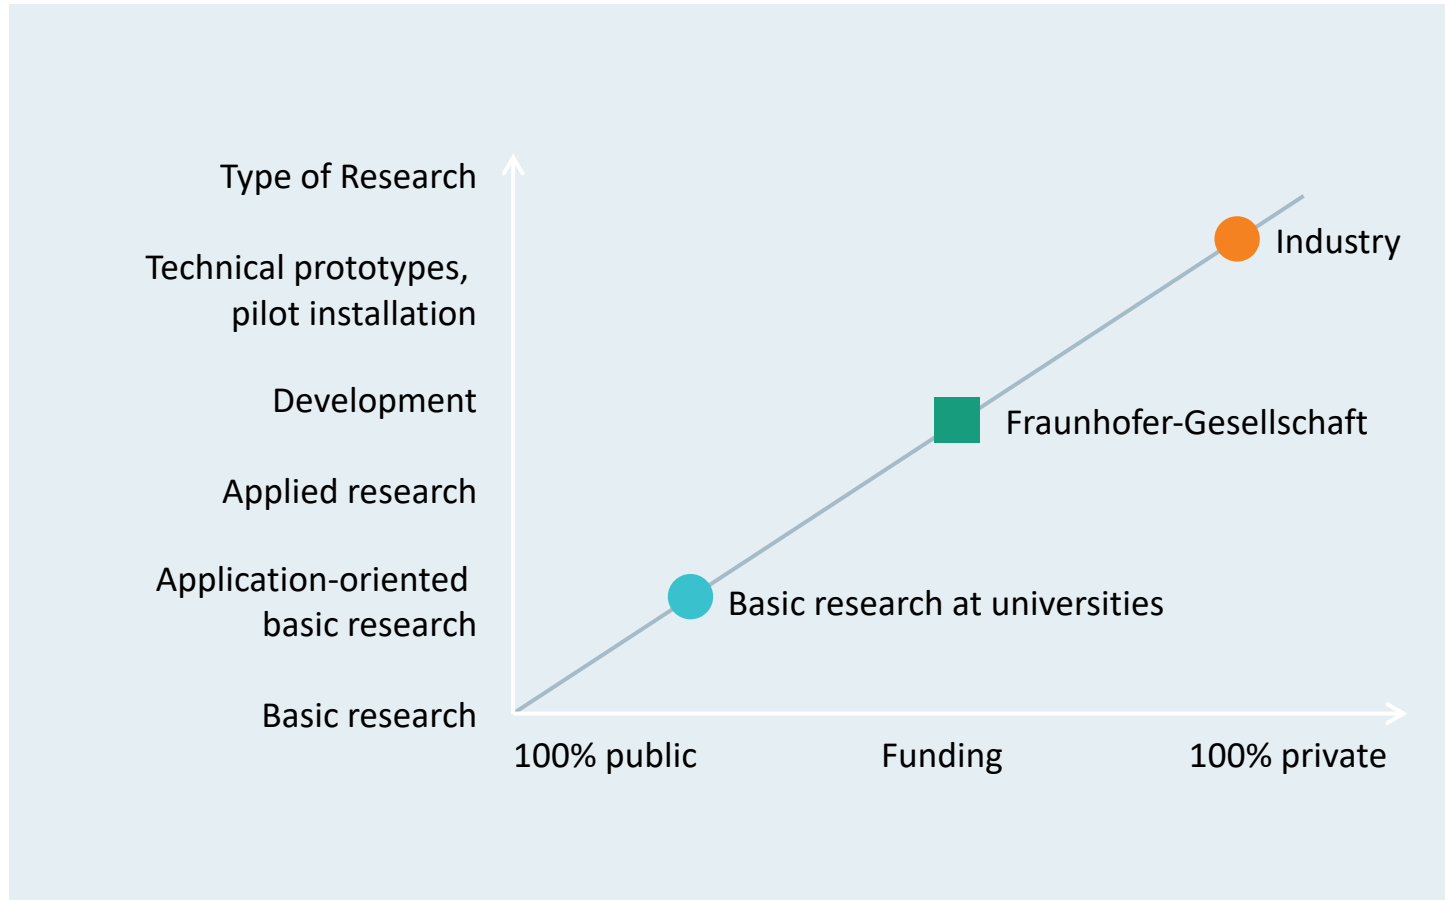 Type of Research
Technical prototypes,
pilot installation
Development
Applied research
Application-oriented
basic research
Basic research
Industry
Fraunhofer-Gesellschaft
Basic research at universities
100% public
Funding
100% private